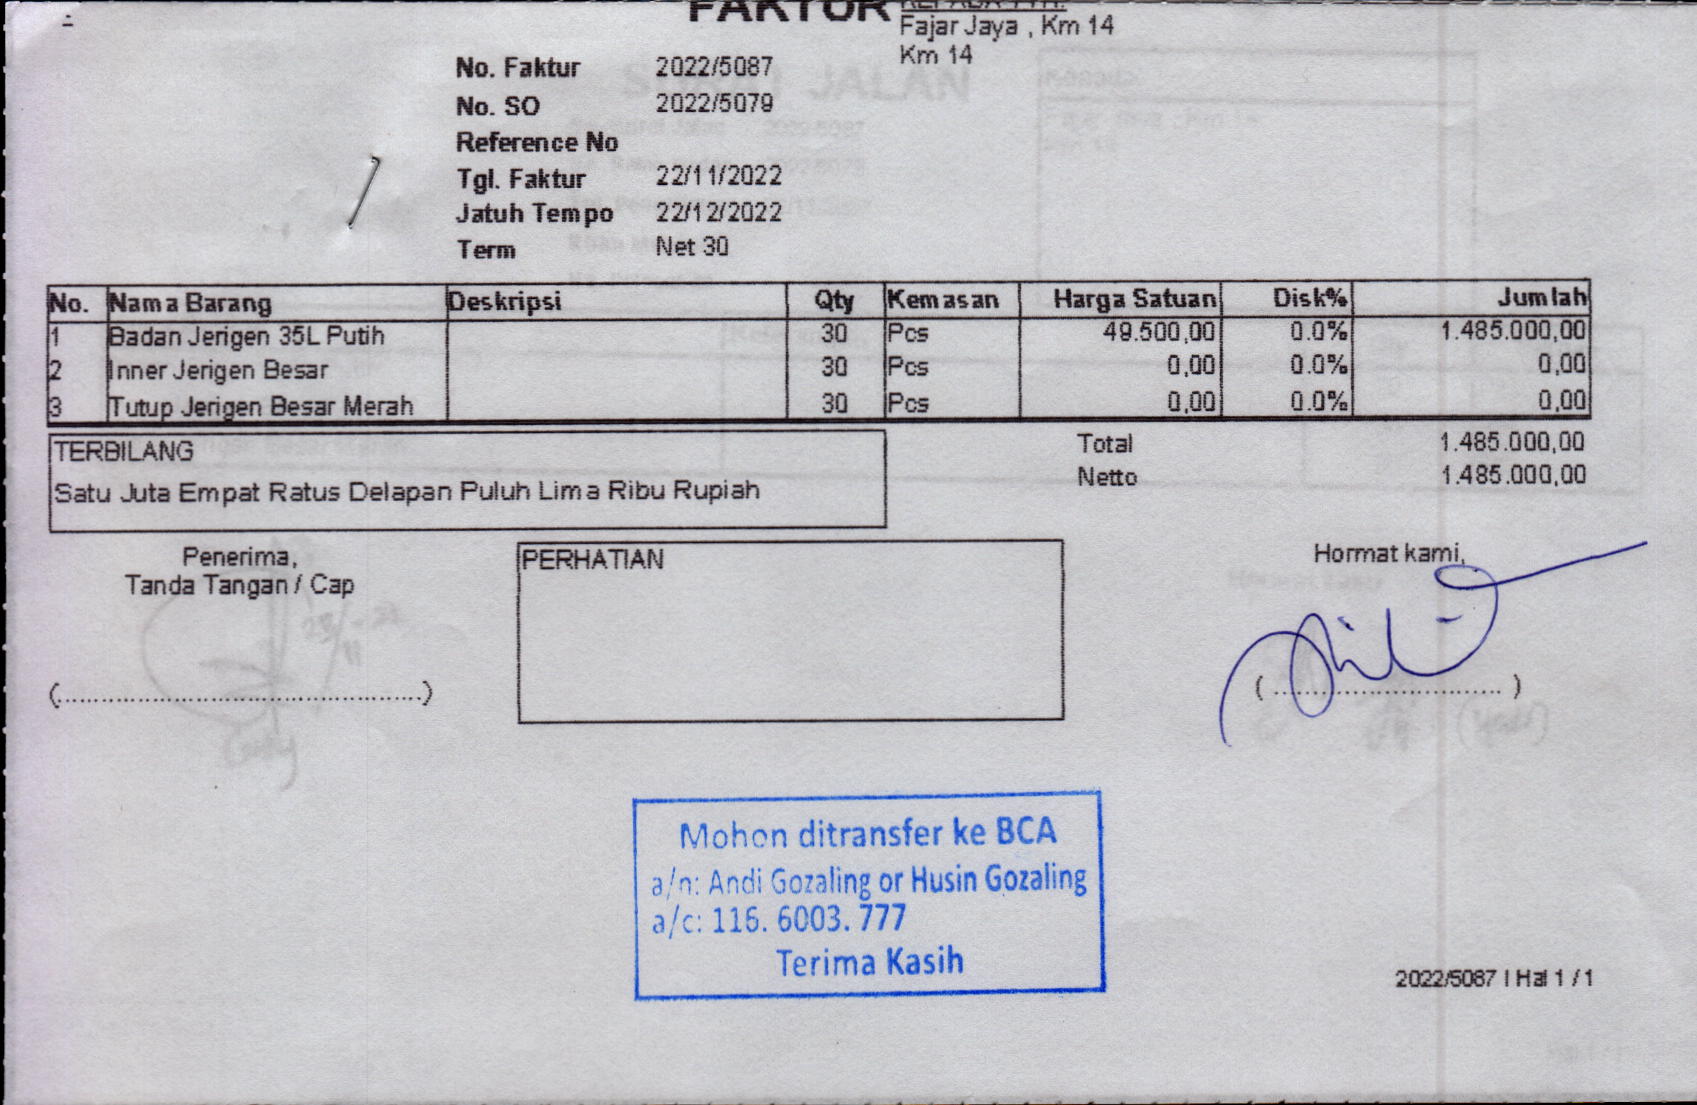 FAKTUR
KEPADA YTH.
Fajar Jaya , Km 14
Km 14
No. Faktur 2022/5087
No. SO 2022/5079
Reference No
Tgl. Faktur 22/11/2022
Jatuh Tempo 22/12/2022
Term Net 30
No. Nama Barang Deskripsi Qty Kemasan Harga Satuan Disk% Jumlah
1 Badan Jerigen 35L Putih 30 Pcs 49.500,00 0.0% 1.485.000,00
2 Inner Jerigen Besar 30 Pcs 0,00 0.0% 0,00
3 Tutup Jerigen Besar Merah 30 Pcs 0,00 0.0% 0,00
TERBILANG
Satu Juta Empat Ratus Delapan Puluh Lima Ribu Rupiah
Total 1.485.000,00
Netto 1.485.000,00
Penerima,
Tanda Tangan / Cap
(..................................................)
PERHATIAN
Hormat kami,
( ............................... )
Mohon ditransfer ke BCA
a/n: Andi Gozaling or Husin Gozaling
a/c: 116. 6003. 777
Terima Kasih
2022/5087 | Hal 1 / 1
SURAT JALAN